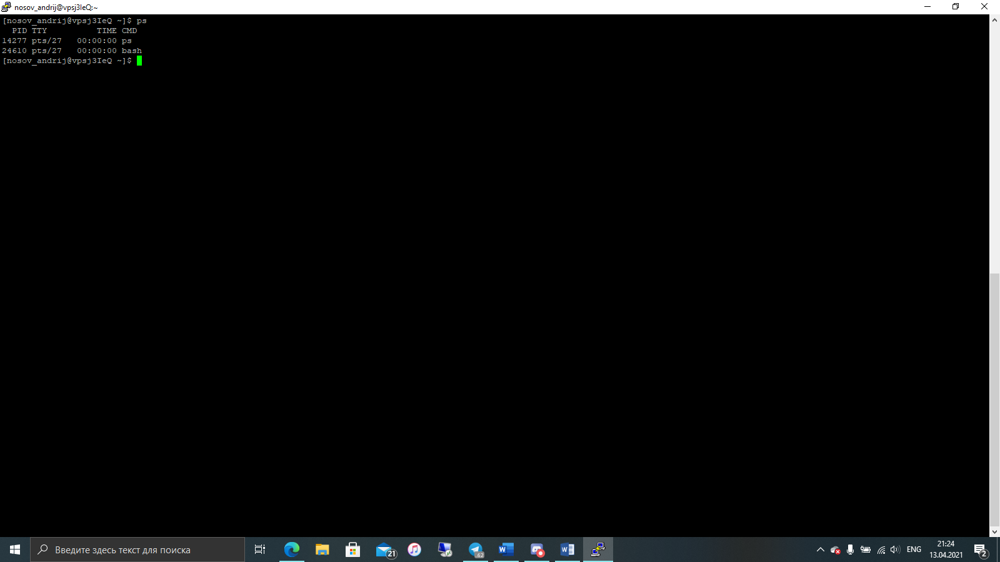 nosov_andrij@vpsj3IeQ:~
[nosov_andrij@vpsj3IeQ ~]$ ps
  PID TTY          TIME CMD
14277 pts/27   00:00:00 ps
24610 pts/27   00:00:00 bash
[nosov_andrij@vpsj3IeQ ~]$
Введите здесь текст для поиска
21
.62
ENG
21:24
13.04.2021
2